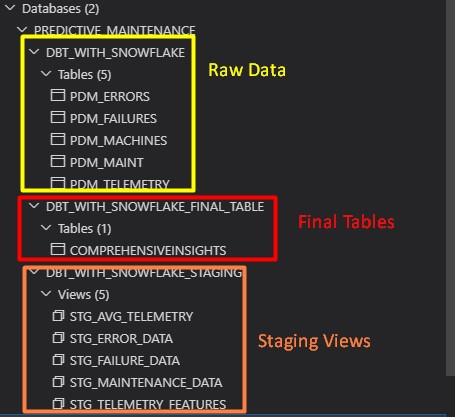 Databases (2)
PREDICTIVE_MAINTENANCE
DBT_WITH_SNOWFLAKE
Raw Data
Tables (5)
PDM_ERRORS
PDM_FAILURES
PDM_MACHINES
PDM_MAINT
PDM_TELEMETRY
DBT_WITH_SNOWFLAKE_FINAL_TABLE
Final Tables
Tables (1)
COMPREHENSIVEINSIGHTS
DBT_WITH_SNOWFLAKE_STAGING
Views (5)
STG_AVG_TELEMETRY
STG_ERROR_DATA
Staging Views
STG_FAILURE_DATA
STG_MAINTENANCE_DATA
STG_TELEMETRY_FEATURES